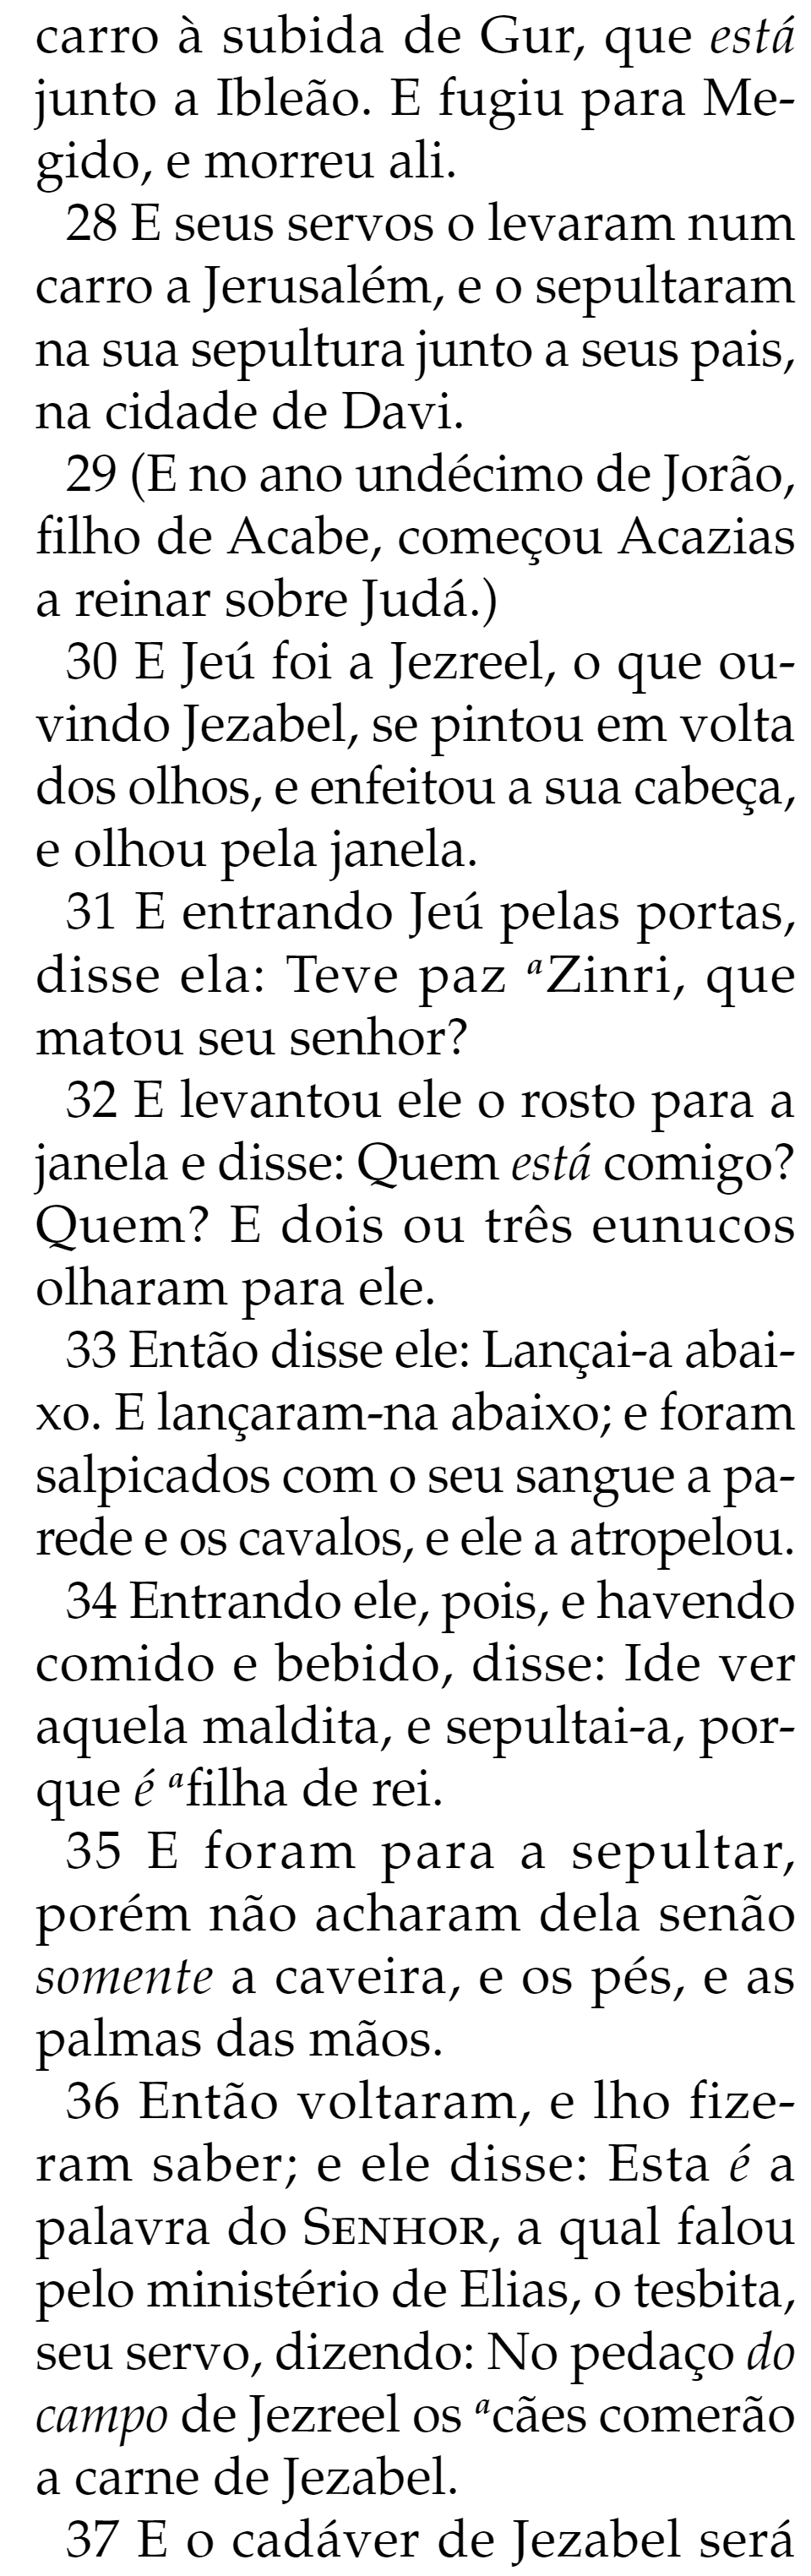 carro à subida de Gur, que está
junto a Ibleão. E fugiu para Me-
gido, e morreu ali.
28 E seus servos o levaram num
carro a Jerusalém, e o sepultaram
na sua sepultura junto a seus pais,
na cidade de Davi.
29 (E no ano undécimo de Jorão,
filho de Acabe, começou Acazias
a reinar sobre Judá.)
30 E Jeú foi a Jezreel, o que ou-
vindo Jezabel, se pintou em volta
dos olhos, e enfeitou a sua cabeça,
e olhou pela janela.
31 E entrando Jeú pelas portas,
disse ela: Teve paz aZinri, que
matou seu senhor?
32 E levantou ele o rosto para a
janela e disse: Quem está comigo?
Quem? E dois ou três eunucos
olharam para ele.
33 Então disse ele: Lançai-a abai-
xo. E lançaram-na abaixo; e foram
salpicados com o seu sangue a pa-
rede e os cavalos, e ele a atropelou.
34 Entrando ele, pois, e havendo
comido e bebido, disse: Ide ver
aquela maldita, e sepultai-a, por-
que é afilha de rei.
35 E foram para a sepultar,
porém não acharam dela senão
somente a caveira, e os pés, e as
palmas das mãos.
36 Então voltaram, e lho fize-
ram saber; e ele disse: Esta é a
palavra do SENHOR, a qual falou
pelo ministério de Elias, o tesbita,
seu servo, dizendo: No pedaço do
campo de Jezreel os acães comerão
a carne de Jezabel.
37 E o cadáver de Jezabel será